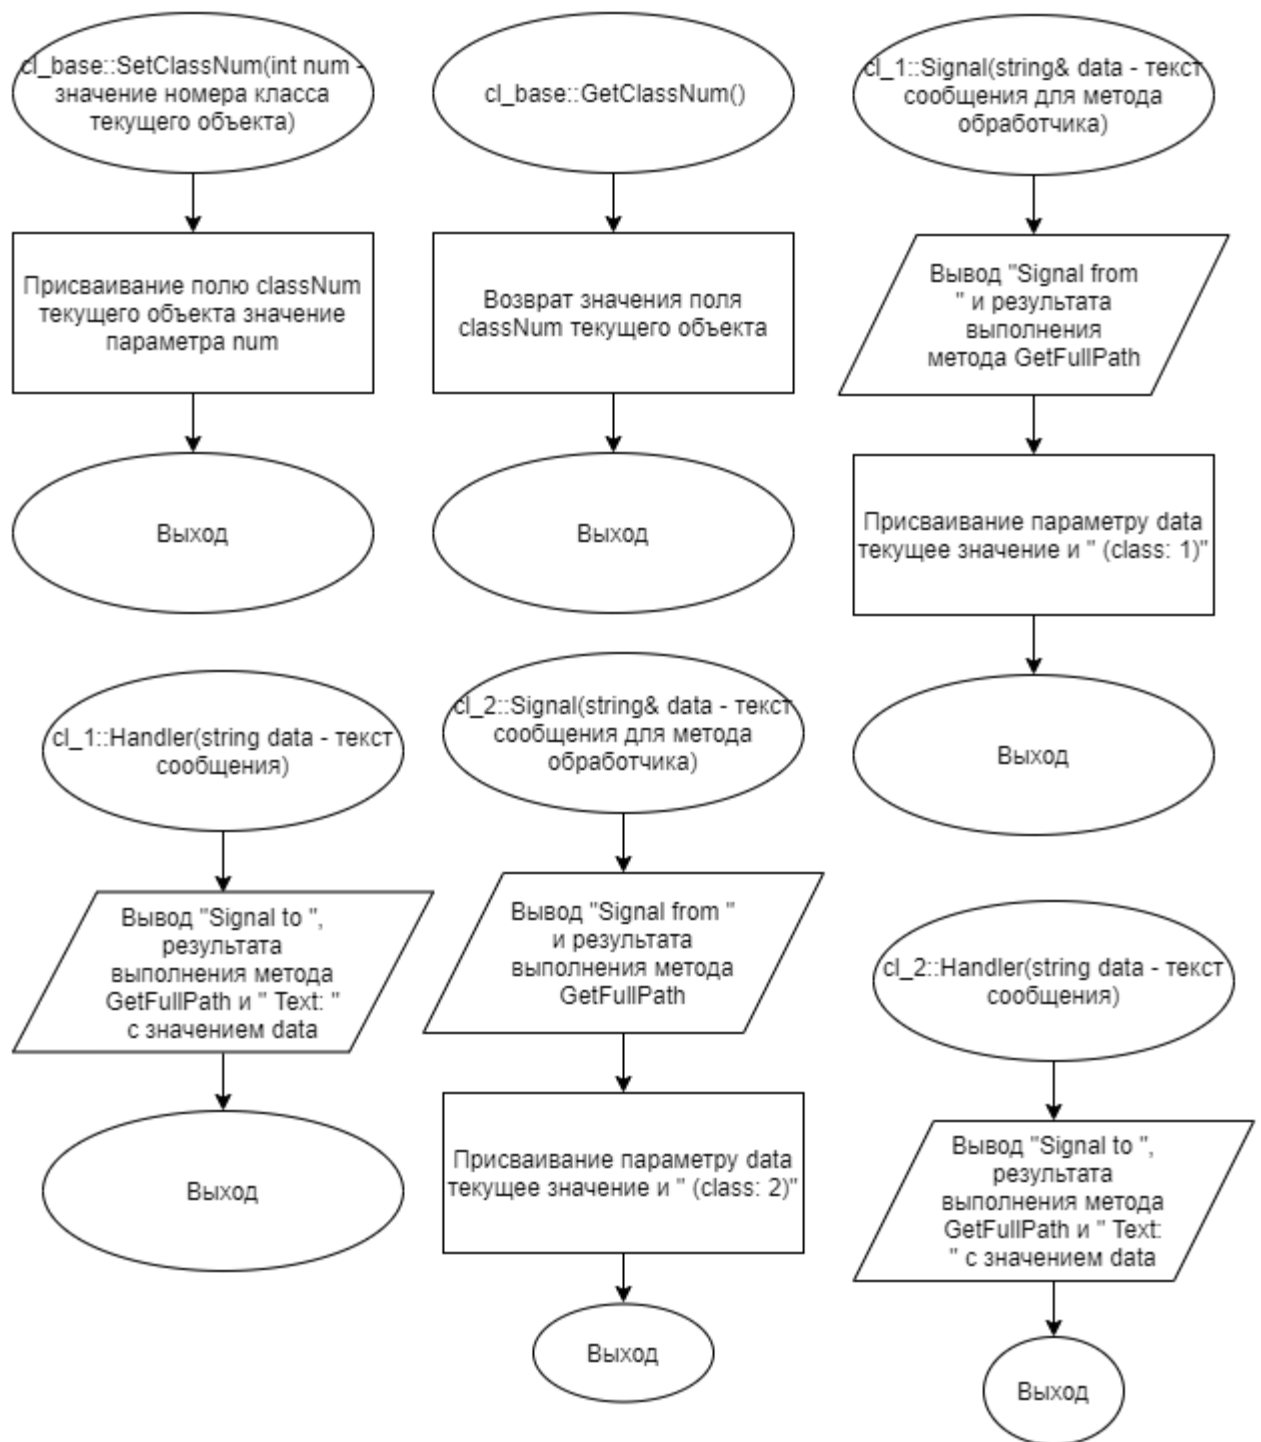 cl_base::SetClassNum(int num -
значение номера класса
текущего объекта)
Присваивание полю classNum
текущего объекта значение
параметра num
Выход
cl_base::GetClassNum()
Возврат значения поля
classNum текущего объекта
Выход
cl_1::Signal(string& data - текст
сообщения для метода
обработчика)
Вывод "Signal from
" и результата
выполнения
метода GetFullPath
Присваивание параметру data
текущее значение и " (class: 1)"
Выход
cl_1::Handler(string data - текст
сообщения)
Вывод "Signal to ",
результата
выполнения метода
GetFullPath и " Text: "
с значением data
Выход
cl_2::Signal(string& data - текст
сообщения для метода
обработчика)
Вывод "Signal from "
и результата
выполнения метода
GetFullPath
Присваивание параметру data
текущее значение и " (class: 2)"
Выход
cl_2::Handler(string data - текст
сообщения)
Вывод "Signal to ",
результата
выполнения метода
GetFullPath и " Text:
" с значением data
Выход